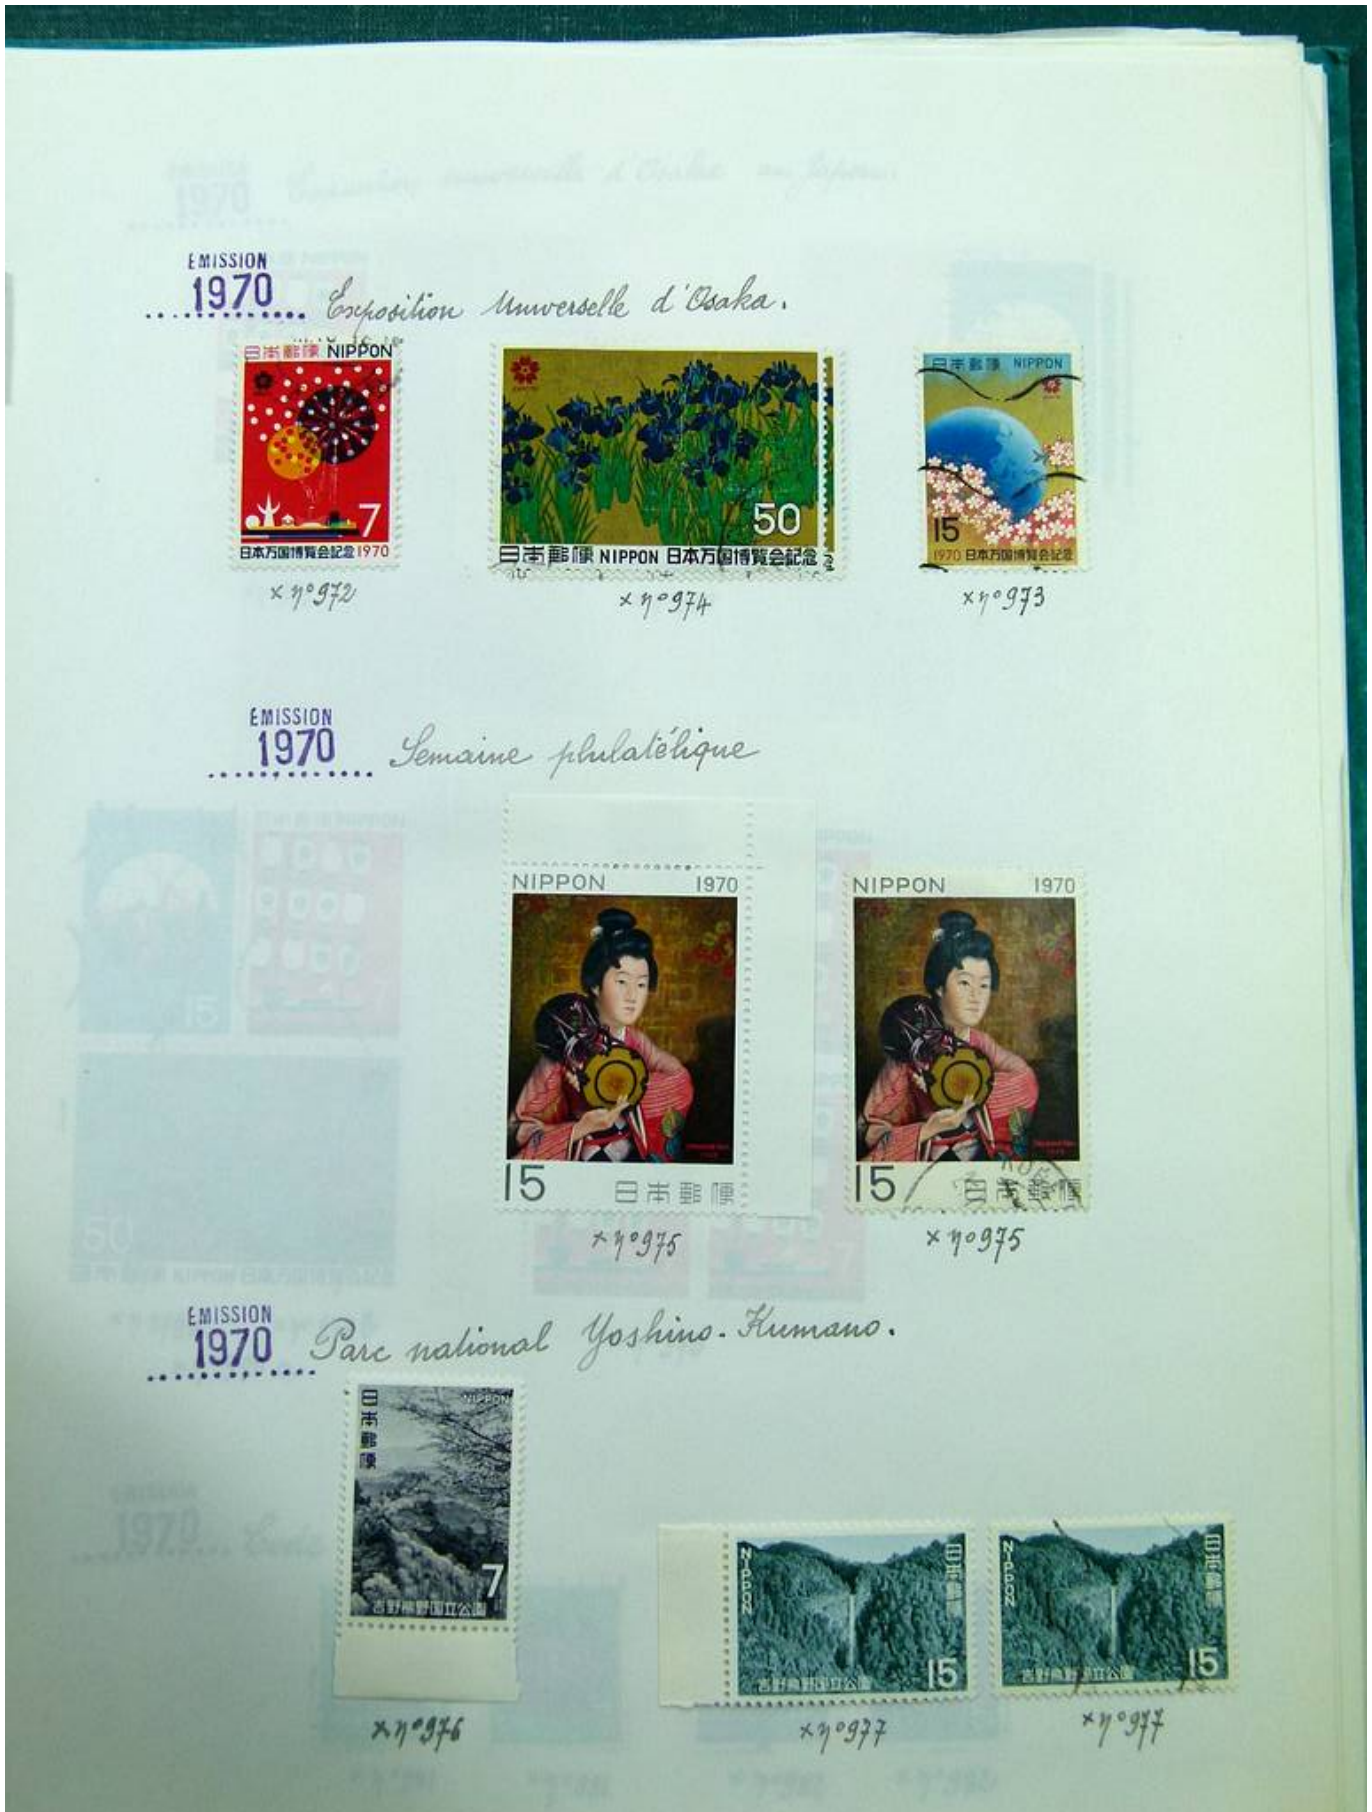 EMISSION
1970 Exposition Universelle d'Osaka.
日本郵便 NIPPON
7
日本万国博覧会記念 1970
50
日本郵便 NIPPON 日本万国博覧会記念
日本郵便 NIPPON
15
1970 日本万国博覧会記念
x n°972
x n°974
x n°973
EMISSION
1970 Semaine philatélique
NIPPON 1970
15 日本郵便
NIPPON 1970
15 日本郵便
x n°975
x n°975
EMISSION
1970 Parc national Yoshino-Kumano.
日本郵便
NIPPON
7
吉野熊野国立公園
NIPPON
日本郵便
15
吉野熊野国立公園
NIPPON
日本郵便
15
吉野熊野国立公園
x n°976
x n°977
x n°977